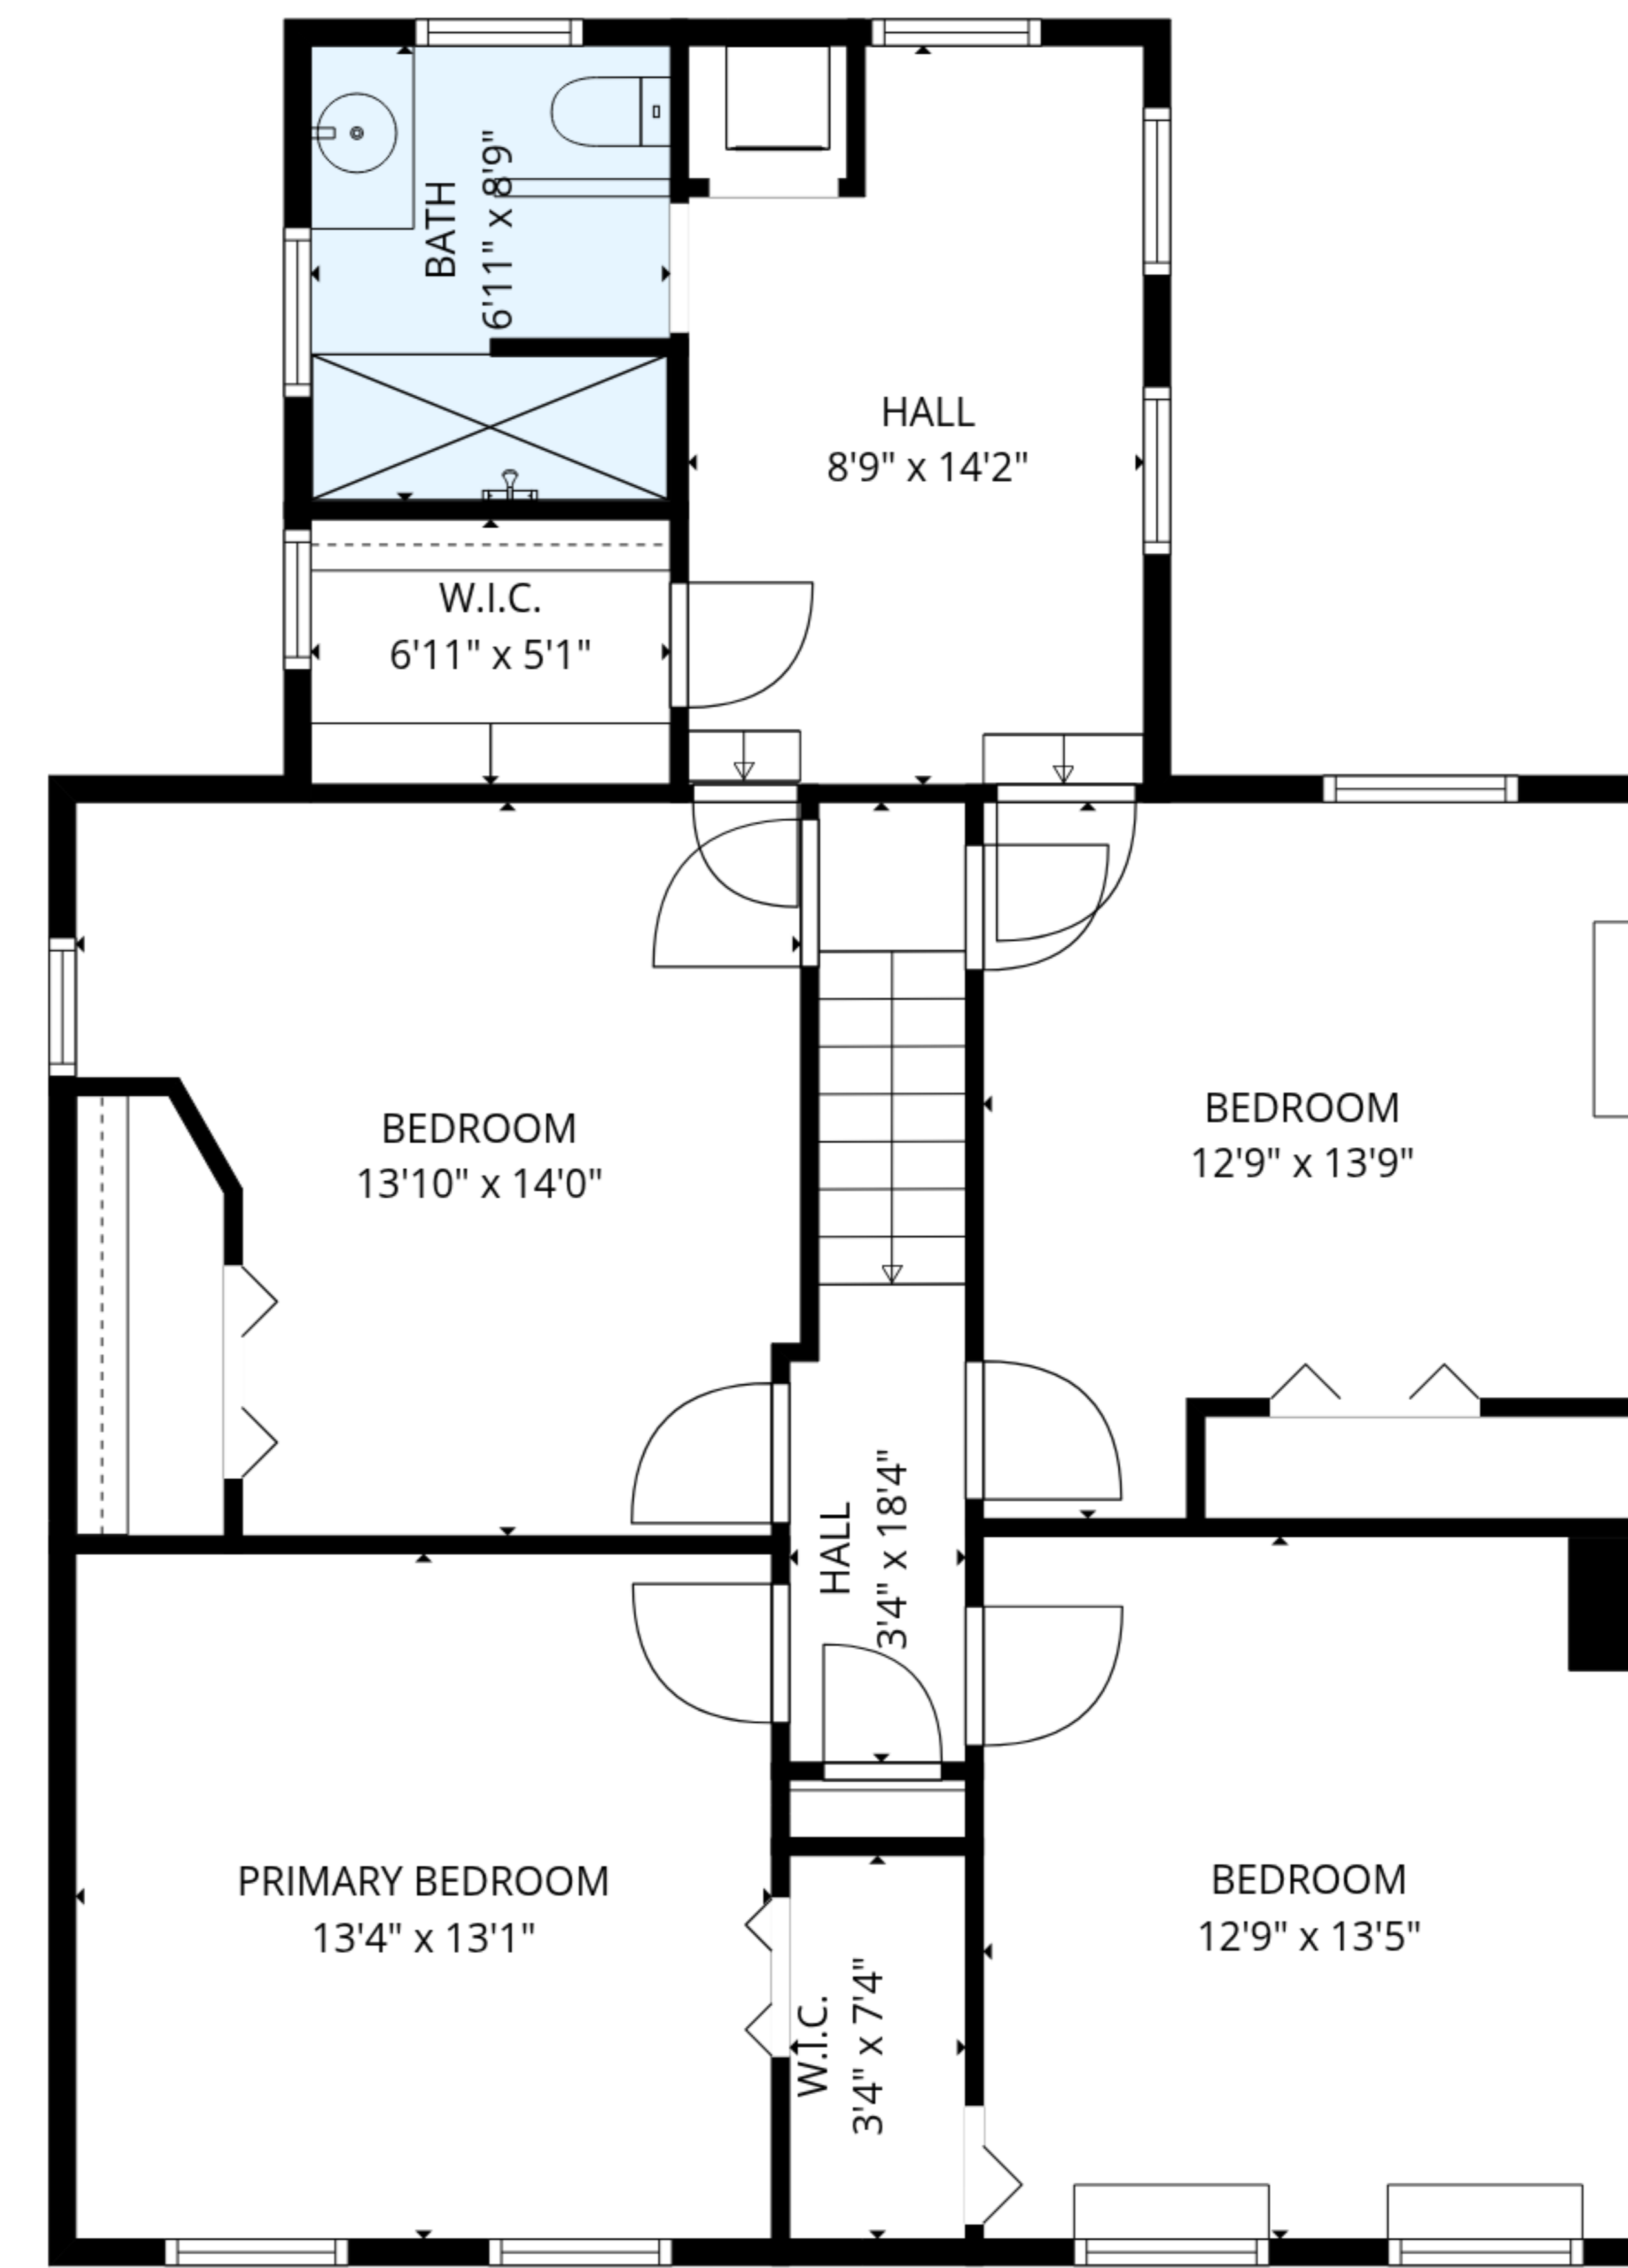 BATH
6'11" x 8'9"
HALL
8'9" x 14'2"
W.I.C.
6'11" x 5'1"
BEDROOM
13'10" x 14'0"
BEDROOM
12'9" x 13'9"
HALL
3'4" x 18'4"
PRIMARY BEDROOM
13'4" x 13'1"
BEDROOM
12'9" x 13'5"
W.I.C.
3'4" x 7'4"